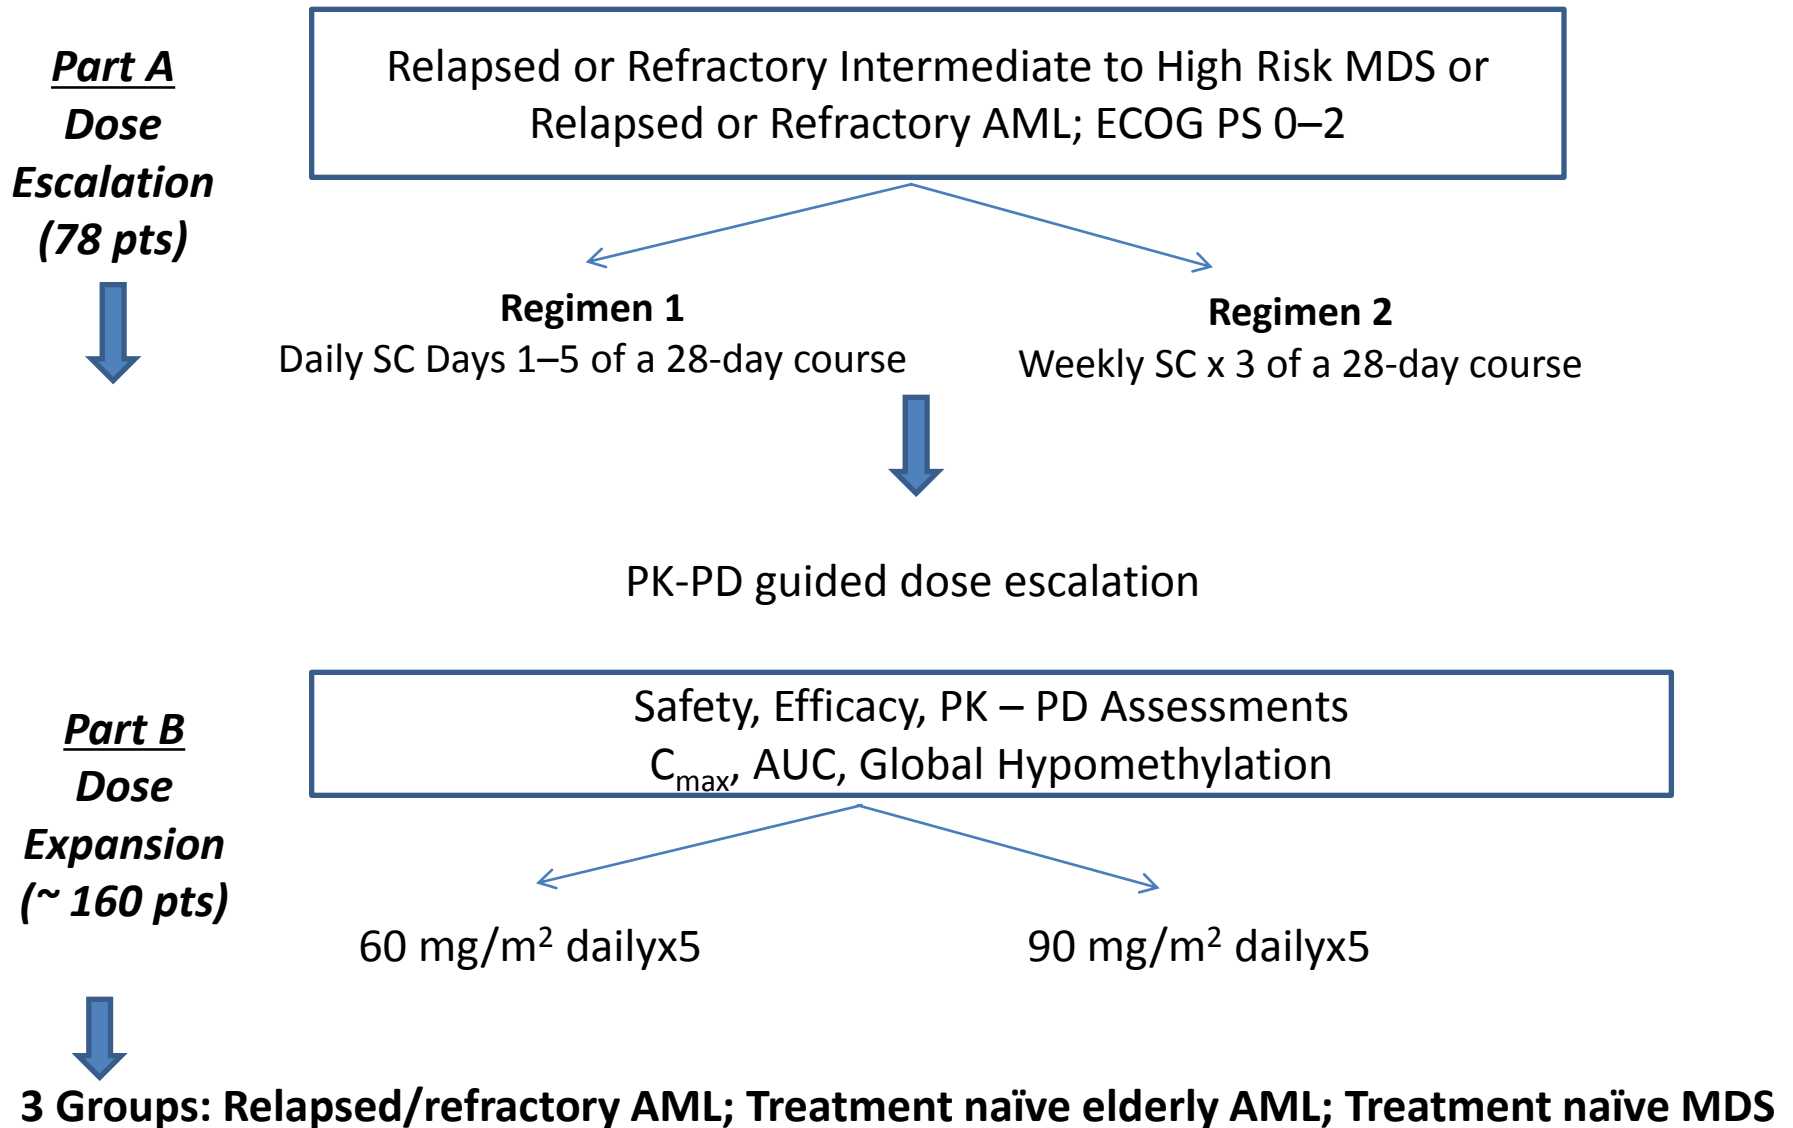 Part A
Dose
Escalation
(78 pts)
Relapsed or Refractory Intermediate to High Risk MDS or
Relapsed or Refractory AML; ECOG PS 0–2
Regimen 1
Daily SC Days 1–5 of a 28-day course
Regimen 2
Weekly SC x 3 of a 28-day course
PK-PD guided dose escalation
Part B
Dose
Expansion
(~ 160 pts)
Safety, Efficacy, PK – PD Assessments
Cmax, AUC, Global Hypomethylation
60 mg/m² dailyx5
90 mg/m² dailyx5
3 Groups: Relapsed/refractory AML; Treatment naïve elderly AML; Treatment naïve MDS